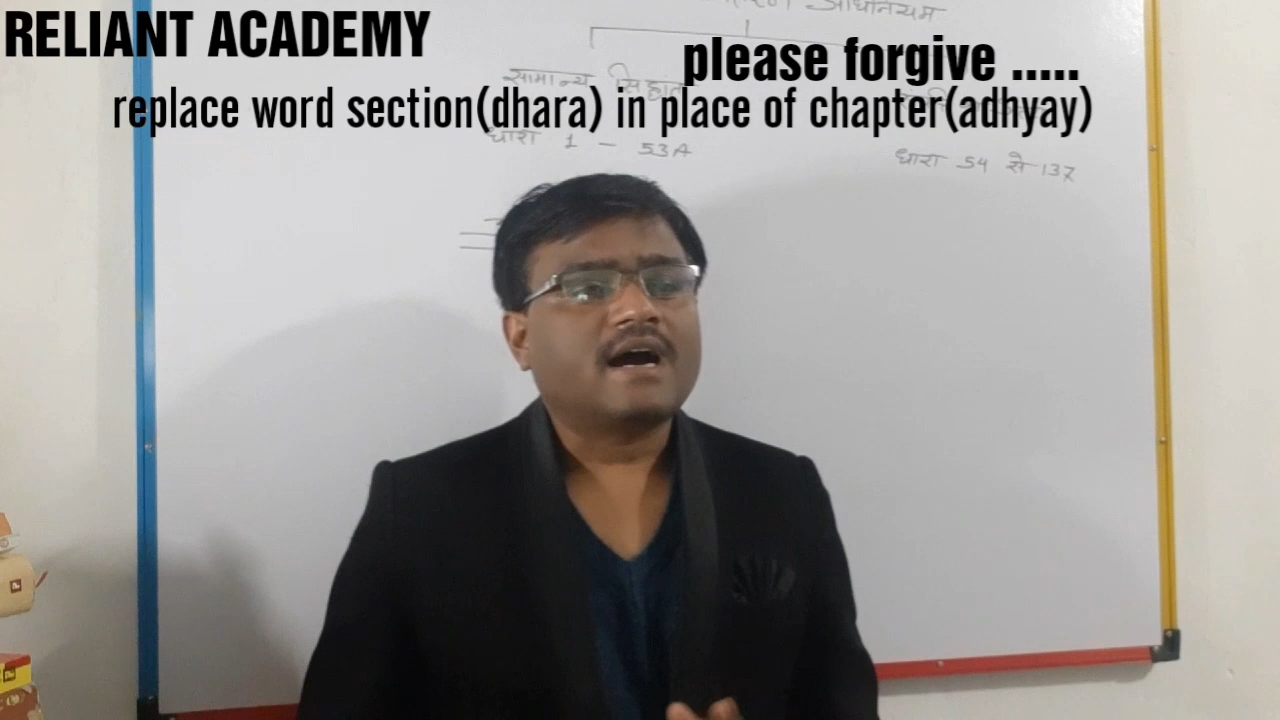 RELIANT ACADEMY
please forgive .....
replace word section(dhara) in place of chapter(adhyay)
सामान्य
धारा 1 - 53A
धारा 54 से 137